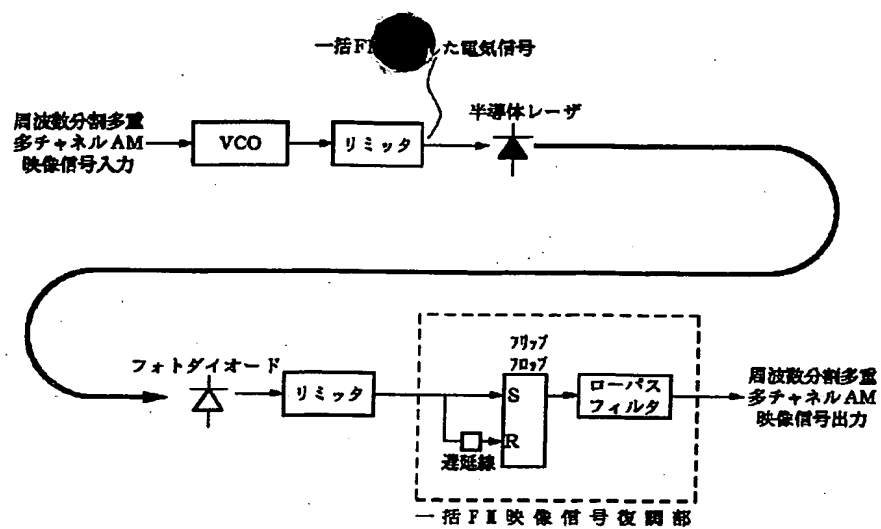 一括F した電気信号
半導体レーザ
周波数分割多重
多チャネルAM
映像信号入力
VCO
リミッタ
フォトダイオード
リミッタ
フリップ
フロップ
S
R
遅延線
ローパス
フィルタ
周波数分割多重
多チャネルAM
映像信号出力
一括FM映像信号復調部